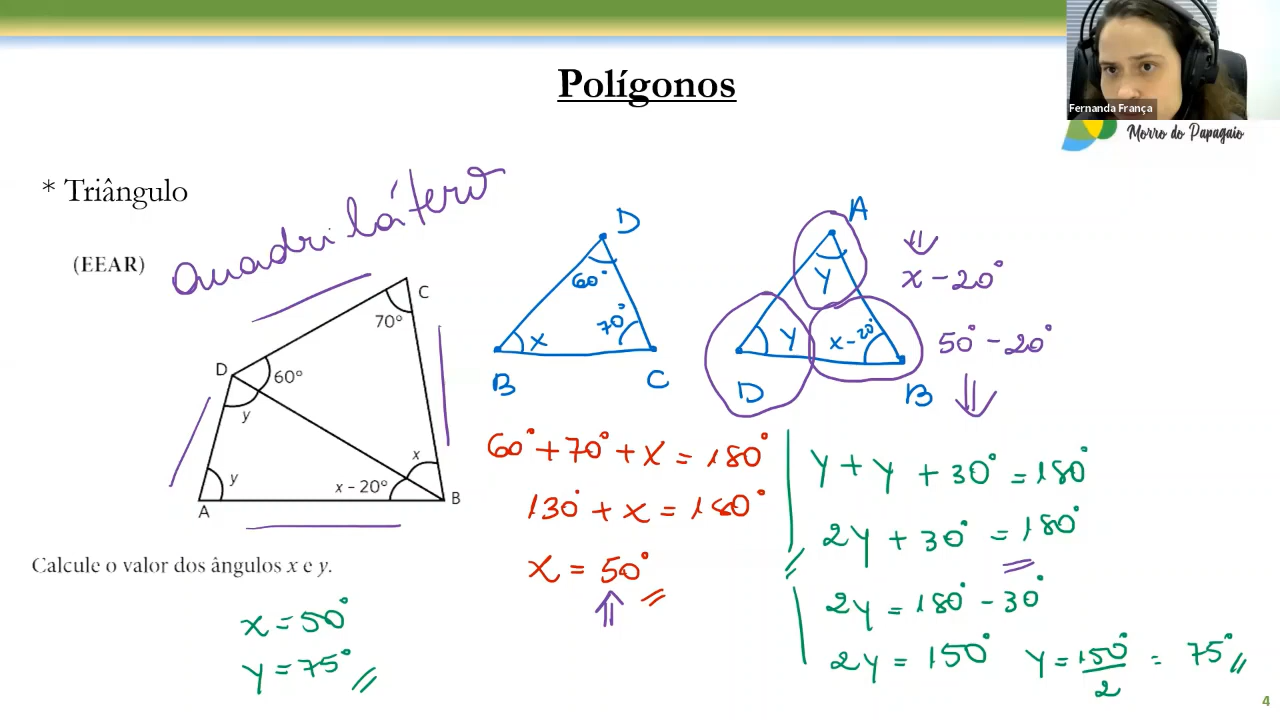 Polígonos
Fernanda França
Morro do Papagaio
* Triângulo
quadrilátero
(EEAR)
C
70°
D
60°
y
x
y
x – 20°
A
B
D
60°
x
70°
B
C
A
y
y
x-20°
D
B
x-20°
50°-20°
60°+70°+x=180°
130°+x=180°
x=50°
y+y+30°=180°
2y+30°=180°
2y=180°-30°
2y=150° y=150°/2=75°
Calcule o valor dos ângulos x e y.
x=50°
y=75°
4